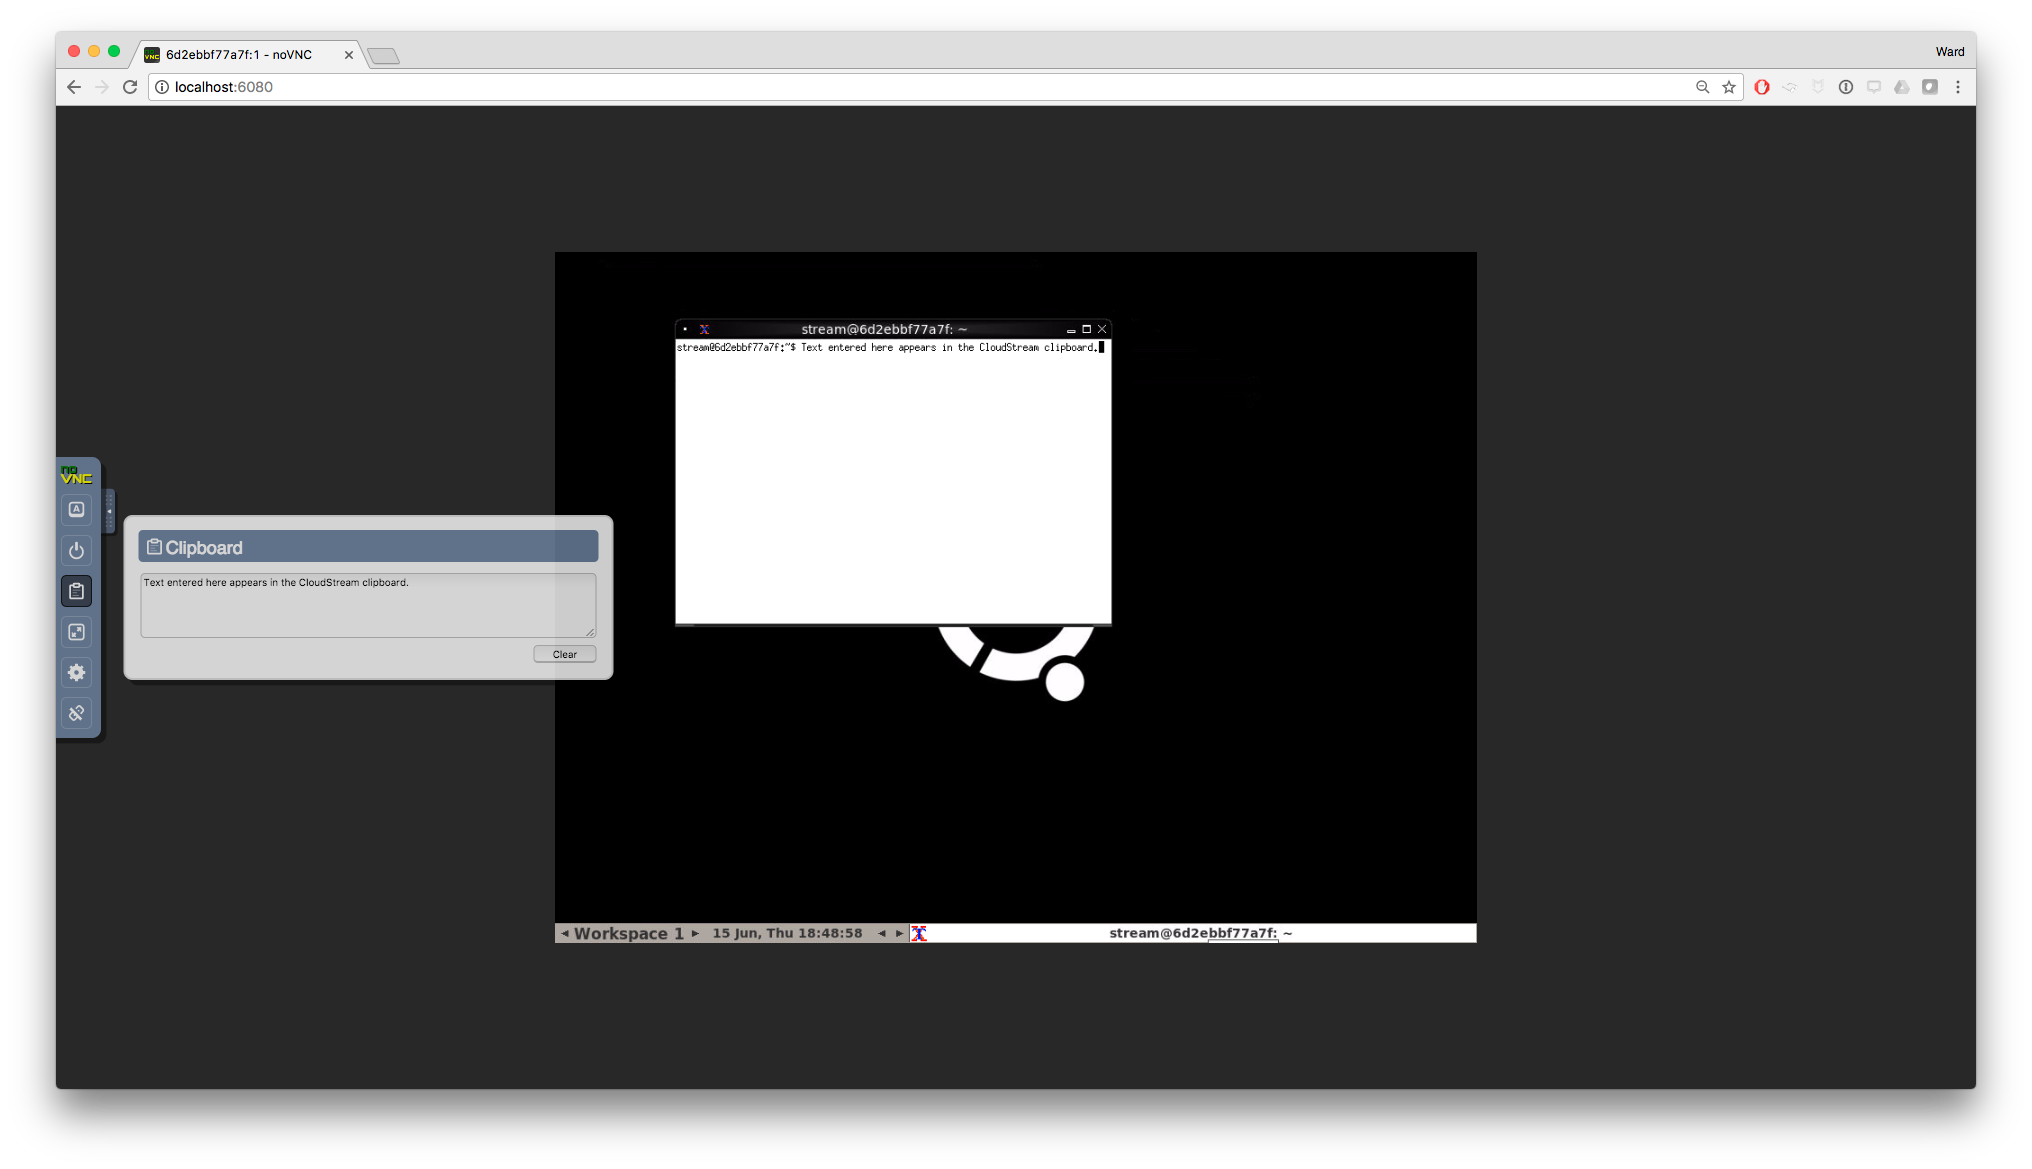 6d2ebbf77a7f:1 - noVNC
Ward
localhost:6080
stream@6d2ebbf77a7f: ~
stream@6d2ebbf77a7f:~$ Text entered here appears in the CloudStream clipboard.
no
VNC
A
Clipboard
Text entered here appears in the CloudStream clipboard.
Clear
Workspace 1
15 Jun, Thu 18:48:58
stream@6d2ebbf77a7f: ~